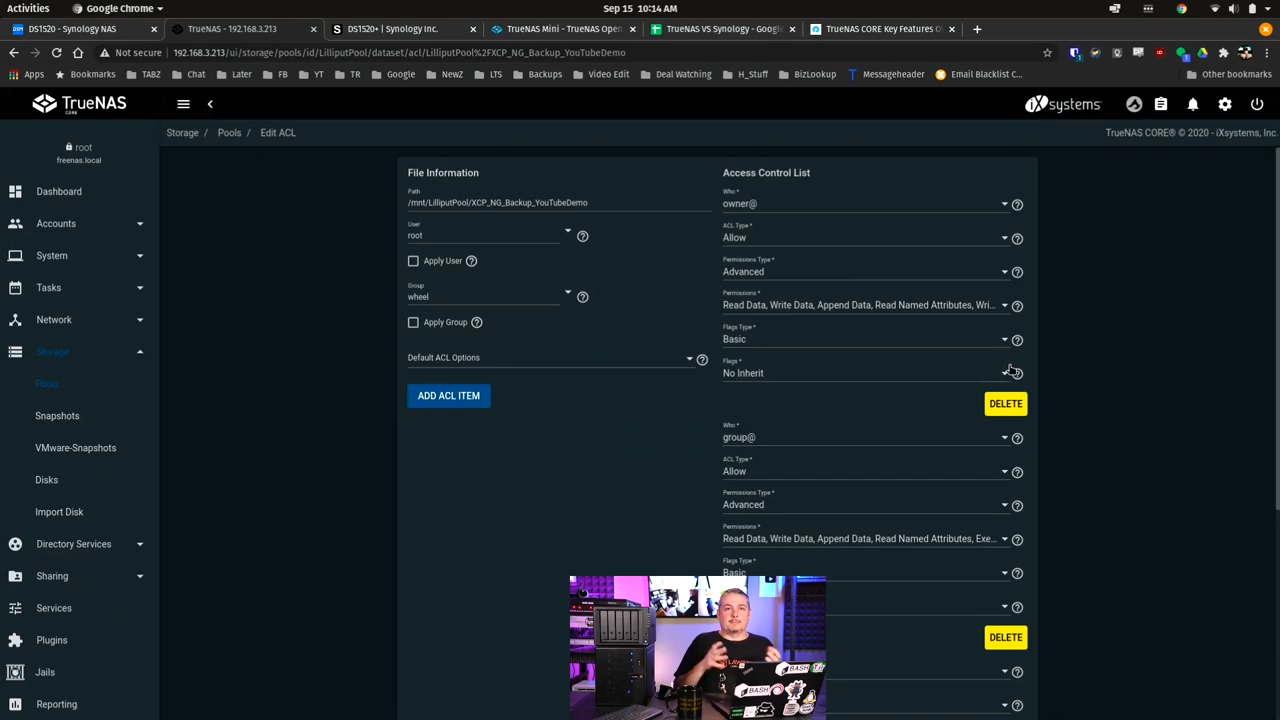 Activities
Google Chrome
Sep 15 10:14 AM
DS1520 - Synology NAS
TrueNAS - 192.168.3.213
DS1520+ | Synology Inc.
TrueNAS Mini - TrueNAS - Open
TrueNAS VS Synology - Google
TrueNAS CORE Key Features O
Not secure | 192.168.3.213/ui/storage/pools/id/LilliputPool/dataset/acl/LilliputPool%2FXCP_NG_Backup_YouTubeDemo
Apps
Bookmarks
TABZ
Chat
Later
FB
YT
TR
Google
NewZ
LTS
Backups
Video Edit
Deal Watching
H_Stuff
BizLookup
Messageheader
Email Blacklist C...
Other bookmarks
TrueNAS
CORE
iXsystems
Storage / Pools / Edit ACL
TrueNAS CORE® © 2020 - iXsystems, Inc.
root
freenas.local
Dashboard
Accounts
System
Tasks
Network
Storage
Pools
Snapshots
VMware-Snapshots
Disks
Import Disk
Directory Services
Sharing
Services
Plugins
Jails
Reporting
File Information
Path
/mnt/LilliputPool/XCP_NG_Backup_YouTubeDemo
User
root
Apply User
Group
wheel
Apply Group
Default ACL Options
ADD ACL ITEM
Access Control List
Who *
owner@
ACL Type *
Allow
Permissions Type *
Advanced
Permissions *
Read Data, Write Data, Append Data, Read Named Attributes, Wri...
Flags Type *
Basic
Flags *
No Inherit
DELETE
Who *
group@
ACL Type *
Allow
Permissions Type *
Advanced
Permissions *
Read Data, Write Data, Append Data, Read Named Attributes, Exe...
Flags Type *
Basic
DELETE
BASH
BASH